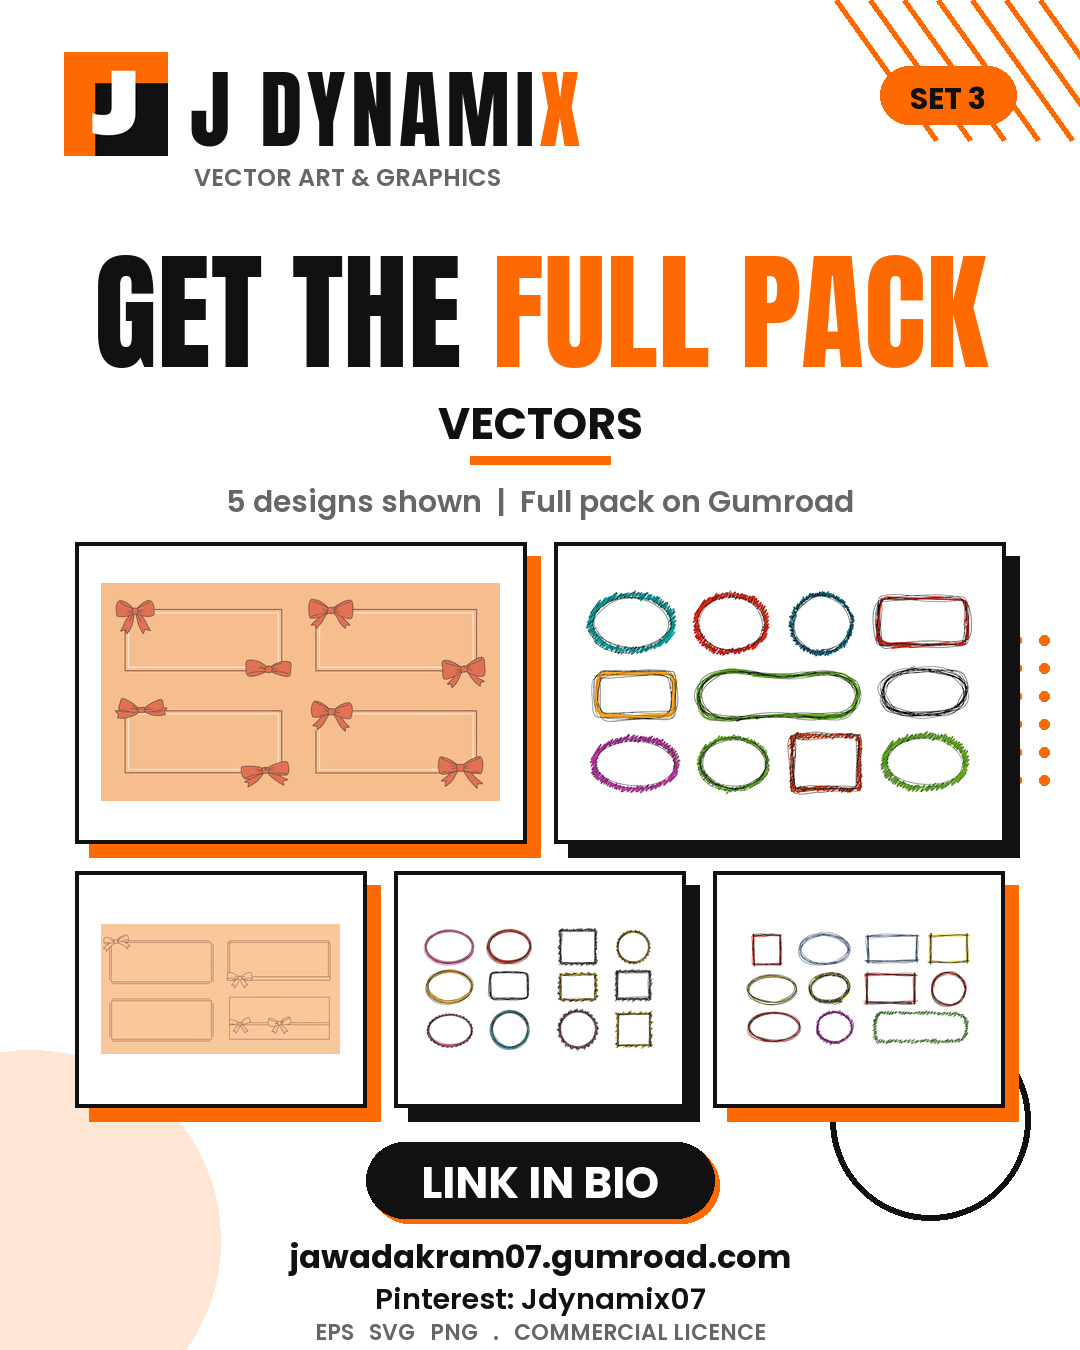 J
J DYNAMIX
VECTOR ART & GRAPHICS
SET 3
GET THE FULL PACK
VECTORS
5 designs shown | Full pack on Gumroad
LINK IN BIO
jawadakram07.gumroad.com
Pinterest: Jdynamix07
EPS SVG PNG . COMMERCIAL LICENCE